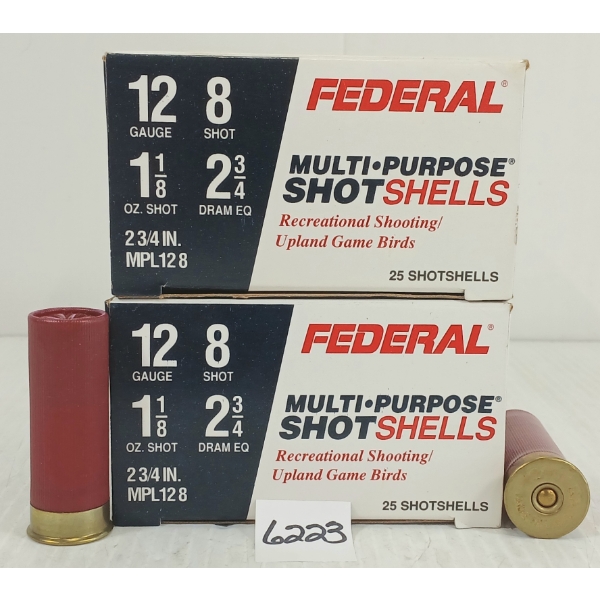 12 8 FEDERAL®
GAUGE SHOT
1 1/8 2 3/4 MULTI•PURPOSE®
SHOTSHELLS
OZ. SHOT DRAM EQ
Recreational Shooting/
2 3/4 IN. Upland Game Birds
MPL12 8
25 SHOTSHELLS
12 8 FEDERAL®
GAUGE SHOT
1 1/8 2 3/4 MULTI•PURPOSE®
SHOTSHELLS
OZ. SHOT DRAM EQ
Recreational Shooting/
2 3/4 IN. Upland Game Birds
MPL12 8
25 SHOTSHELLS
6223